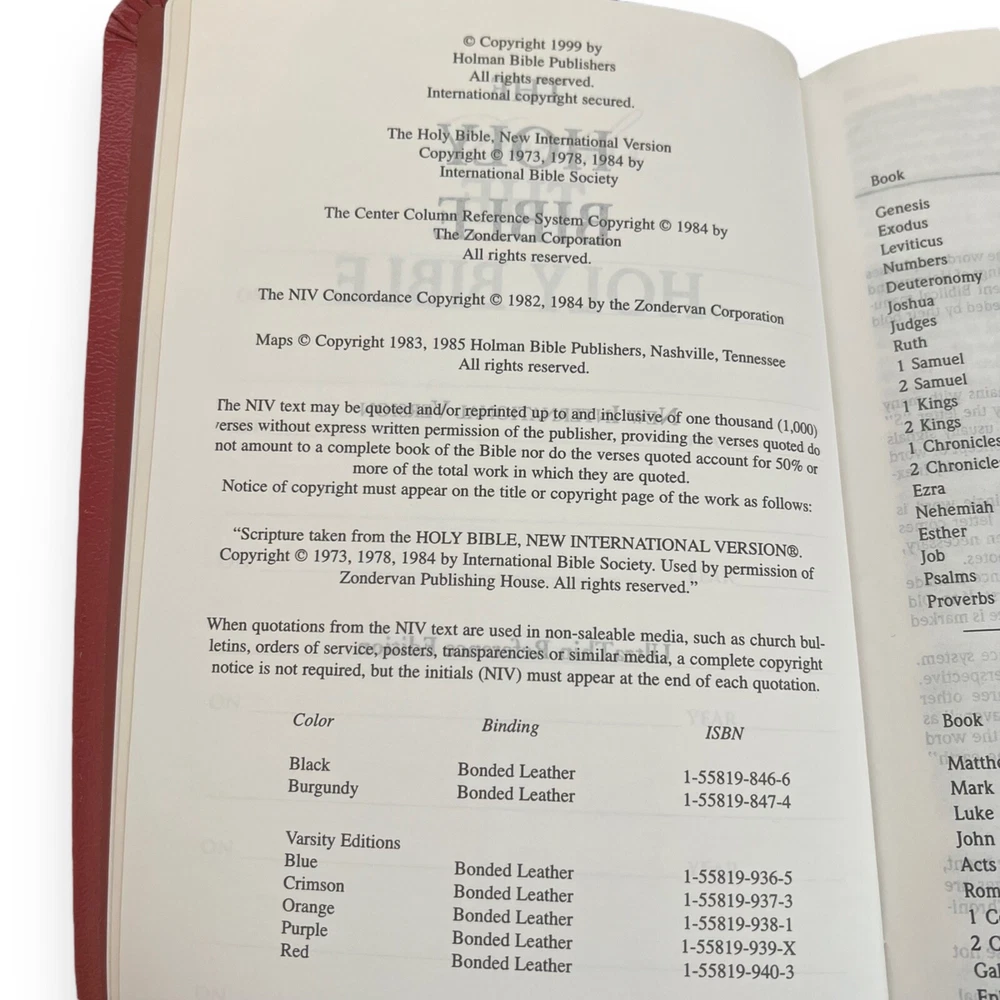 © Copyright 1999 by
Holman Bible Publishers
All rights reserved.
International copyright secured.
The Holy Bible, New International Version
Copyright © 1973, 1978, 1984 by
International Bible Society
The Center Column Reference System Copyright © 1984 by
The Zondervan Corporation
All rights reserved.
The NIV Concordance Copyright © 1982, 1984 by the Zondervan Corporation
Maps © Copyright 1983, 1985 Holman Bible Publishers, Nashville, Tennessee
All rights reserved.
The NIV text may be quoted and/or reprinted up to and inclusive of one thousand (1,000)
verses without express written permission of the publisher, providing the verses quoted do
not amount to a complete book of the Bible nor do the verses quoted account for 50% or
more of the total work in which they are quoted.
Notice of copyright must appear on the title or copyright page of the work as follows:
“Scripture taken from the HOLY BIBLE, NEW INTERNATIONAL VERSION®.
Copyright © 1973, 1978, 1984 by International Bible Society. Used by permission of
Zondervan Publishing House. All rights reserved.”
When quotations from the NIV text are used in non-saleable media, such as church bul-
letins, orders of service, posters, transparencies or similar media, a complete copyright
notice is not required, but the initials (NIV) must appear at the end of each quotation.
Color Binding ISBN
Black Bonded Leather 1-55819-846-6
Burgundy Bonded Leather 1-55819-847-4
Varsity Editions
Blue Bonded Leather 1-55819-936-5
Crimson Bonded Leather 1-55819-937-3
Orange Bonded Leather 1-55819-938-1
Purple Bonded Leather 1-55819-939-X
Red Bonded Leather 1-55819-940-3
Book
Genesis
Exodus
Leviticus
Numbers
Deuteronomy
Joshua
Judges
Ruth
1 Samuel
2 Samuel
1 Kings
2 Kings
1 Chronicles
2 Chronicle
Ezra
Nehemiah
Esther
Job
Psalms
Proverbs
Book
Matth
Mark
Luke
John
Acts
Rom
1 C
2 C
Gal